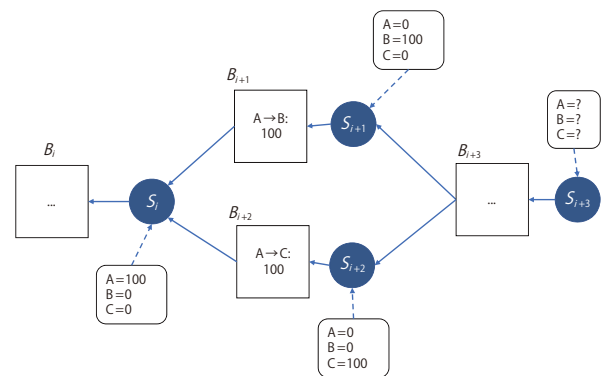 A=0
B=100
C=0
B_{i+1}
A→B:
100
S_{i+1}
A=?
B=?
C=?
B_i
...
S_i
B_{i+3}
...
S_{i+3}
B_{i+2}
A→C:
100
S_{i+2}
A=100
B=0
C=0
A=0
B=0
C=100